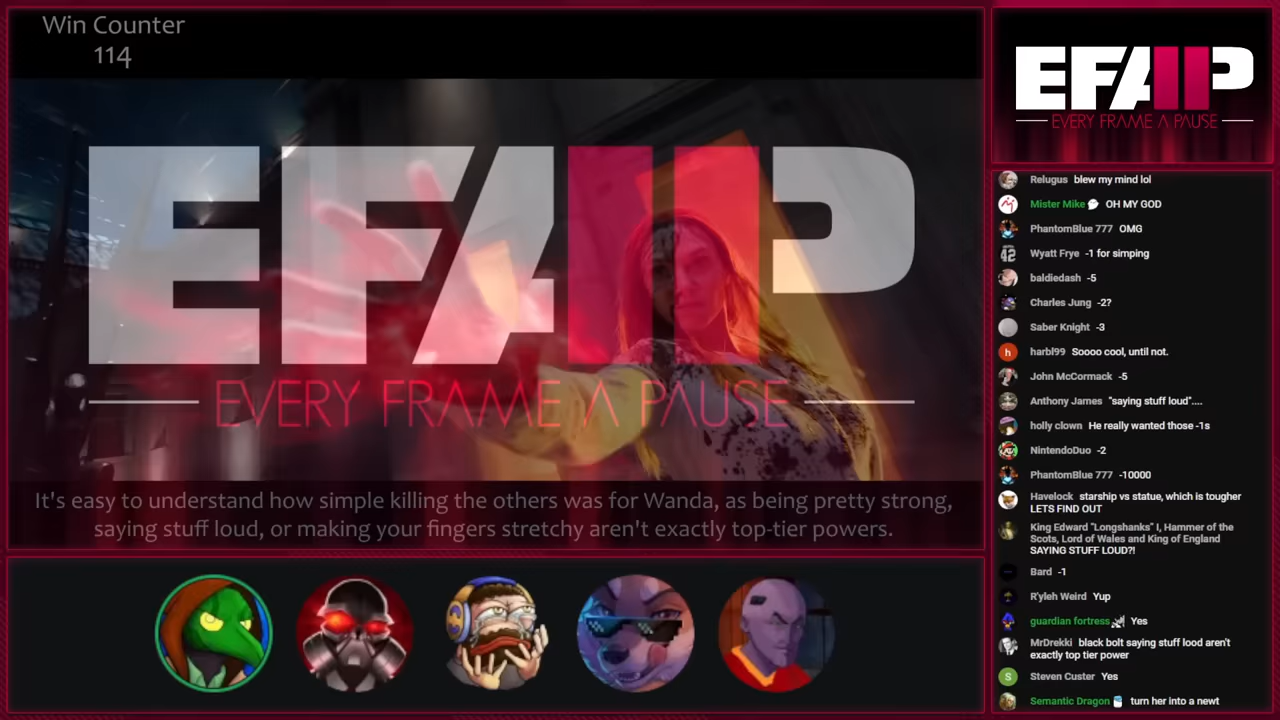 Win Counter
114
EFAP
EVERY FRAME A PAUSE
It's easy to understand how simple killing the others was for Wanda, as being pretty strong,
saying stuff loud, or making your fingers stretchy aren't exactly top-tier powers.
EFAP
EVERY FRAME A PAUSE
Relugus blew my mind lol
Mister Mike OH MY GOD
PhantomBlue 777 OMG
42
Wyatt Frye -1 for simping
baldiedash -5
Charles Jung -2?
Saber Knight -3
h
harbl99 Soooo cool, until not.
John McCormack -5
Anthony James "saying stuff loud"....
holly clown He really wanted those -1s
NintendoDuo -2
PhantomBlue 777 -10000
Havelock starship vs statue, which is tougher
LETS FIND OUT
King Edward "Longshanks" I, Hammer of the
Scots, Lord of Wales and King of England
SAYING STUFF LOUD?!
Bard -1
R'yleh Weird Yup
guardian fortress Yes
MrDrekki black bolt saying stuff lood aren't
exactly top tier power
S
Steven Custer Yes
Semantic Dragon turn her into a newt